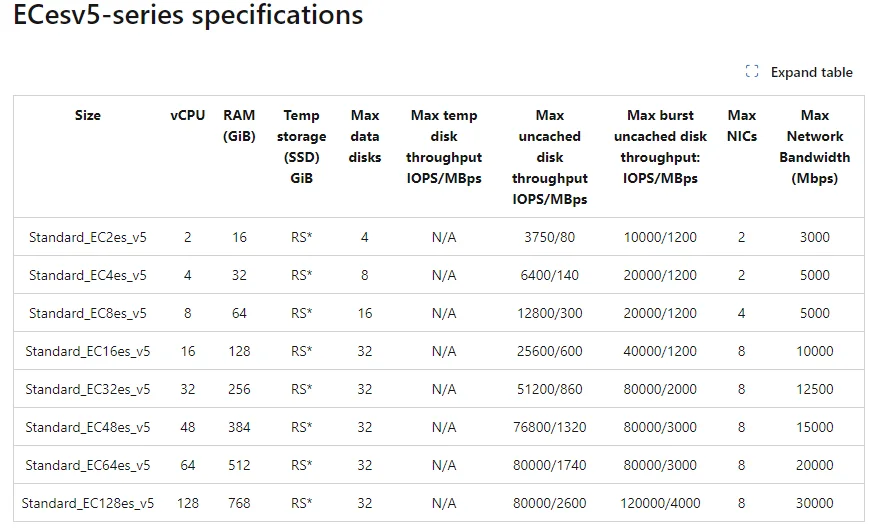 ECesv5-series specifications
Expand table
Size vCPU RAM (GiB) Temp storage (SSD) GiB Max data disks Max temp disk throughput IOPS/MBps Max uncached disk throughput IOPS/MBps Max burst uncached disk throughput: IOPS/MBps Max NICs Max Network Bandwidth (Mbps)
Standard_EC2es_v5 2 16 RS* 4 N/A 3750/80 10000/1200 2 3000
Standard_EC4es_v5 4 32 RS* 8 N/A 6400/140 20000/1200 2 5000
Standard_EC8es_v5 8 64 RS* 16 N/A 12800/300 20000/1200 4 5000
Standard_EC16es_v5 16 128 RS* 32 N/A 25600/600 40000/1200 8 10000
Standard_EC32es_v5 32 256 RS* 32 N/A 51200/860 80000/2000 8 12500
Standard_EC48es_v5 48 384 RS* 32 N/A 76800/1320 80000/3000 8 15000
Standard_EC64es_v5 64 512 RS* 32 N/A 80000/1740 80000/3000 8 20000
Standard_EC128es_v5 128 768 RS* 32 N/A 80000/2600 120000/4000 8 30000